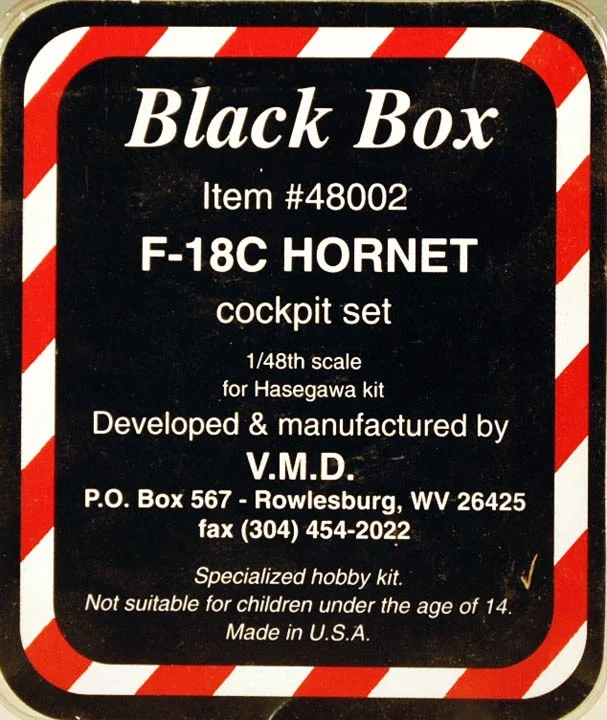 Black Box
Item #48002
F-18C HORNET
cockpit set
1/48th scale
for Hasegawa kit
Developed & manufactured by
V.M.D.
P.O. Box 567 - Rowlesburg, WV 26425
fax (304) 454-2022
Specialized hobby kit.
Not suitable for children under the age of 14.
Made in U.S.A.